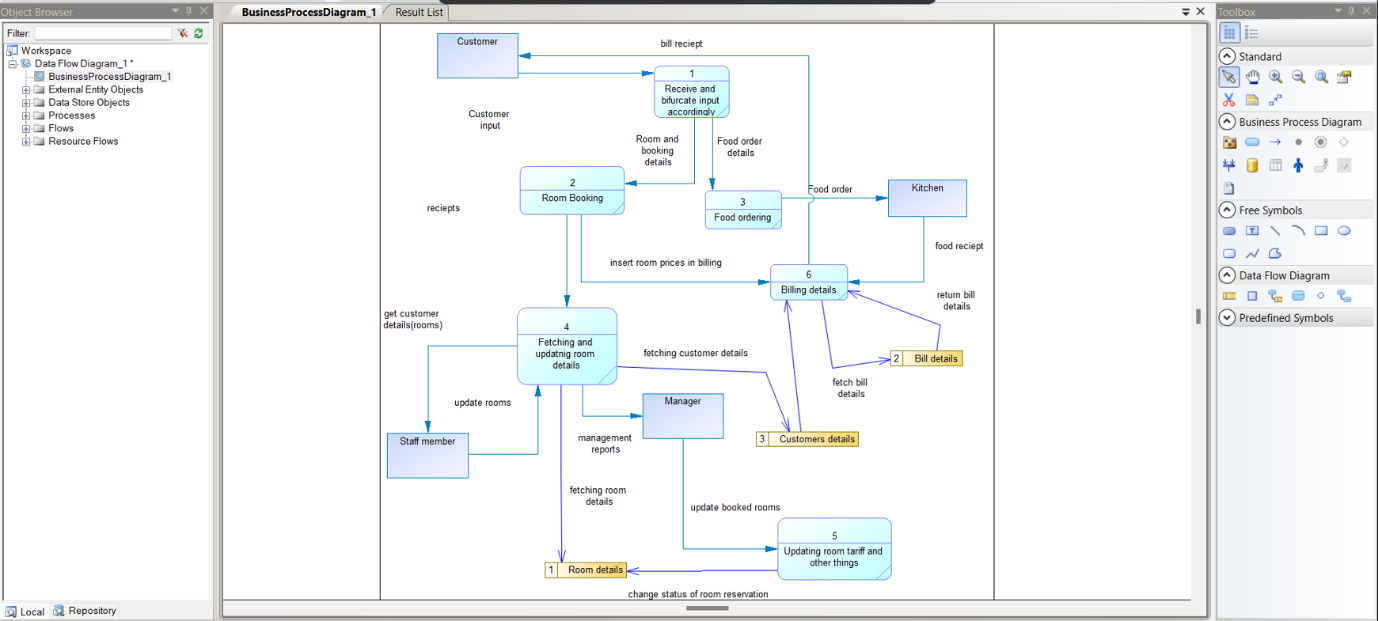 Object Browser
Filter:
Workspace
Data Flow Diagram_1 *
BusinessProcessDiagram_1
External Entity Objects
Data Store Objects
Processes
Flows
Resource Flows
Local
Repository
BusinessProcessDiagram_1
Result List
Customer
bill reciept
1
Receive and
bifurcate input
accordingly
Customer
input
Room and
booking
details
Food order
details
2
Room Booking
3
Food ordering
Food order
Kitchen
reciepts
food reciept
insert room prices in billing
6
Billing details
return bill
details
get customer
details(rooms)
4
Fetching and
updatnig room
details
fetching customer details
2
Bill details
fetch bill
details
update rooms
Manager
Staff member
management
reports
3
Customers details
fetching room
details
update booked rooms
5
Updating room tariff and
other things
1
Room details
change status of room reservation
Toolbox
Standard
Business Process Diagram
Free Symbols
Data Flow Diagram
Predefined Symbols